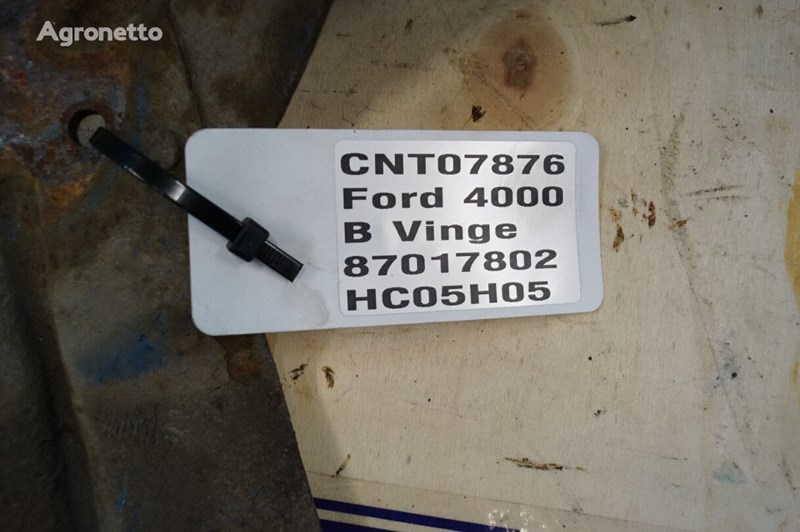 Agronetto
CNT07876
Ford 4000
B Vinge
87017802
HC05H05